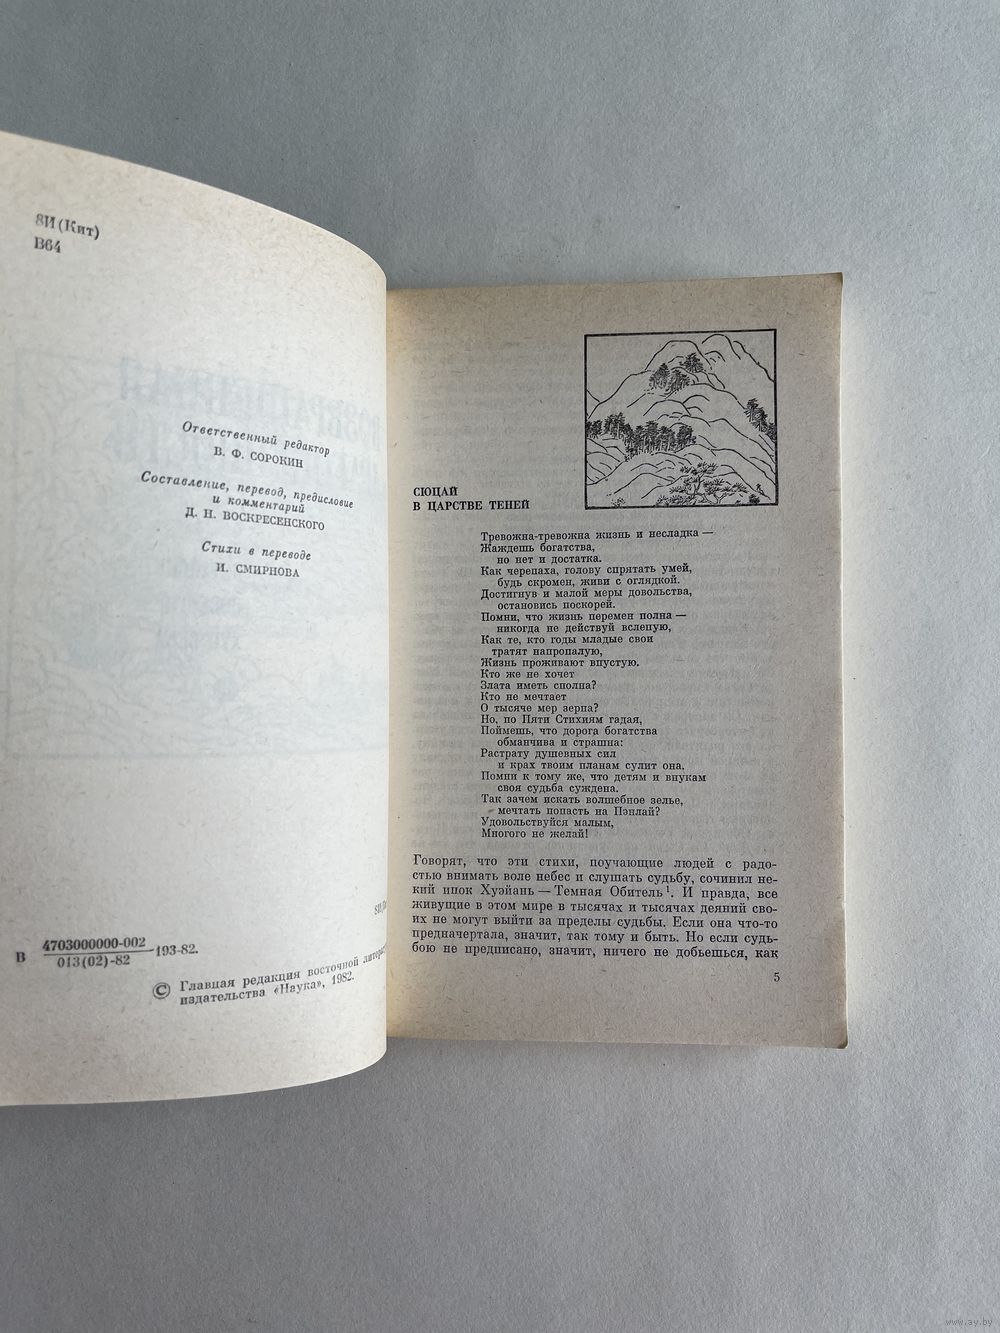 8И(Кит)
В64
Ответственный редактор
В. Ф. СОРОКИН
Составление, перевод, предисловие
и комментарий
Д. Н. ВОСКРЕСЕНСКОГО
Стихи в переводе
И. СМИРНОВА
В 4703000000-002
013(02)-82
-193-82.
© Главная редакция восточной
издательства «Наука», 1982.
СЮЦАЙ
В ЦАРСТВЕ ТЕНЕЙ
Тревожна-тревожна жизнь и несладка —
Жаждешь богатства,
но нет и достатка.
Как черепаха, голову спрятать умей,
будь скромен, живи с оглядкой.
Достигнув и малой меры довольства,
остановись поскорей.
Помни, что жизнь перемен полна —
никогда не действуй вслепую,
Как те, кто годы младые свои
тратят напропалую,
Жизнь проживают впустую.
Кто же не хочет
Злата иметь сполна?
Кто не мечтает
О тысяче мер зерна?
Но, по Пяти Стихиям гадая,
Поймешь, что дорога богатства
обманчива и страшна:
Растрату душевных сил
и крах твоим планам сулит она,
Помни к тому же, что детям и внукам
своя судьба суждена.
Так зачем искать волшебное зелье,
мечтать попасть на Пэнлай?
Удовольствуйся малым,
Многого не желай!
Говорят, что эти стихи, поучающие людей с радо-
стью внимать воле небес и слушать судьбу, сочинил не-
кий инок Хуэйань — Темная Обитель¹. И правда, все
живущие в этом мире в тысячах и тысячах деяний сво-
их не могут выйти за пределы судьбы. Если она что-то
предначертала, значит, так тому и быть. Но если судь-
бою не предписано, значит, ничего не добьешься, как
5
www.ay.by